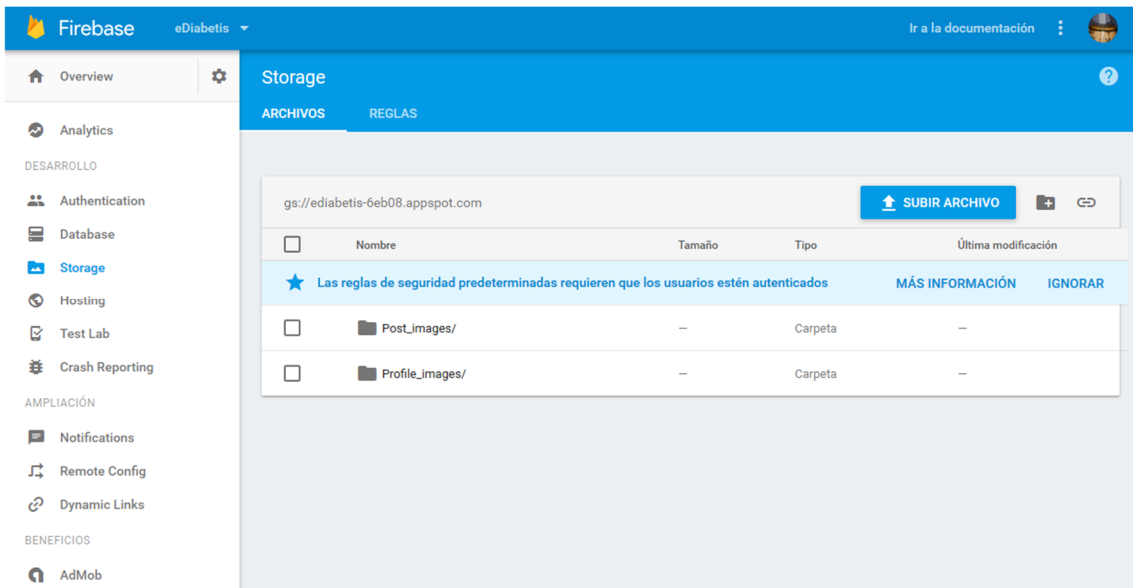 Firebase eDiabetis Ir a la documentación
Overview
Storage
ARCHIVOS REGLAS
Analytics
DESARROLLO
Authentication
Database
Storage
Hosting
Test Lab
Crash Reporting
AMPLIACIÓN
Notifications
Remote Config
Dynamic Links
BENEFICIOS
AdMob
gs://ediabetis-6eb08.appspot.com SUBIR ARCHIVO
Nombre Tamaño Tipo Última modificación
Las reglas de seguridad predeterminadas requieren que los usuarios estén autenticados MÁS INFORMACIÓN IGNORAR
Post_images/ — Carpeta —
Profile_images/ — Carpeta —